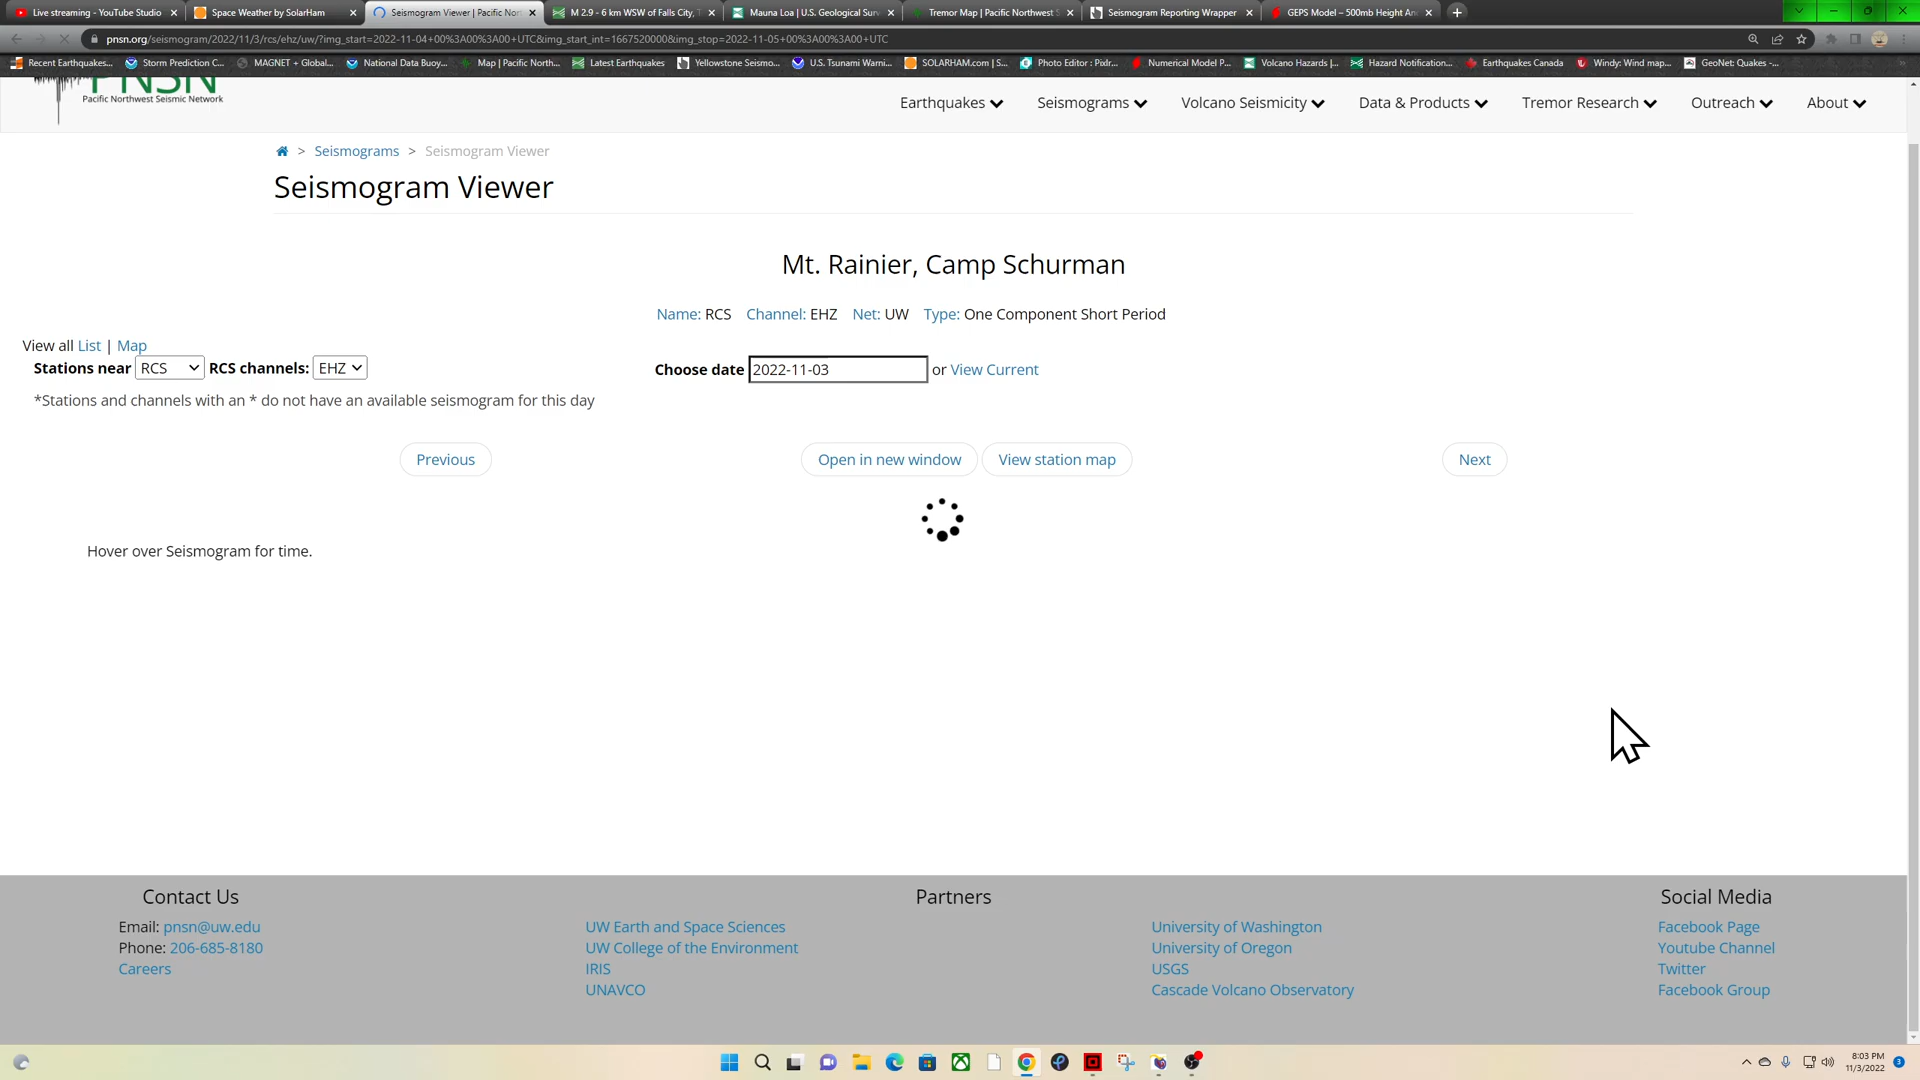 Live streaming - YouTube Studio
Space Weather by SolarHam
Seismogram Viewer | Pacific Nor
M 2.9 - 6 km WSW of Falls City,
Mauna Loa | U.S. Geological Surv
Tremor Map | Pacific Northwest S
Seismogram Reporting Wrapper
GEPS Model – 500mb Height An
pnsn.org/seismogram/2022/11/3/rcs/ehz/uw/?img_start=2022-11-04+00%3A00%3A00+UTC&img_start_int=1667520000&img_stop=2022-11-05+00%3A00%3A00+UTC
Recent Earthquakes...
Storm Prediction C...
MAGNET + Global...
National Data Buoy...
Map | Pacific North...
Latest Earthquakes
Yellowstone Seismo...
U.S. Tsunami Warni...
SOLARHAM.com | S...
Photo Editor : Pixlr...
Numerical Model P...
Volcano Hazards |...
Hazard Notification...
Earthquakes Canada
Windy: Wind map...
GeoNet: Quakes -...
PNSN
Pacific Northwest Seismic Network
Earthquakes Seismograms Volcano Seismicity Data & Products Tremor Research Outreach About
> Seismograms > Seismogram Viewer
Seismogram Viewer
Mt. Rainier, Camp Schurman
Name: RCS Channel: EHZ Net: UW Type: One Component Short Period
View all List | Map
Stations near RCS RCS channels: EHZ
Choose date 2022-11-03 or View Current
*Stations and channels with an * do not have an available seismogram for this day
Previous Open in new window View station map Next
Hover over Seismogram for time.
Contact Us
Email: pnsn@uw.edu
Phone: 206-685-8180
Careers
Partners
UW Earth and Space Sciences
UW College of the Environment
IRIS
UNAVCO
University of Washington
University of Oregon
USGS
Cascade Volcano Observatory
Social Media
Facebook Page
Youtube Channel
Twitter
Facebook Group
8:03 PM
11/3/2022
3